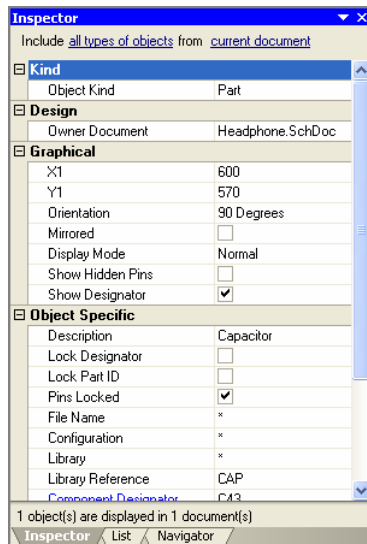 Inspector
Include all types of objects from current document
Kind
Object Kind Part
Design
Owner Document Headphone.SchDoc
Graphical
X1 600
Y1 570
Orientation 90 Degrees
Mirrored
Display Mode Normal
Show Hidden Pins
Show Designator
Object Specific
Description Capacitor
Lock Designator
Lock Part ID
Pins Locked
File Name *
Configuration *
Library *
Library Reference CAP
Component Designator C43
1 object(s) are displayed in 1 document(s)
Inspector List Navigator